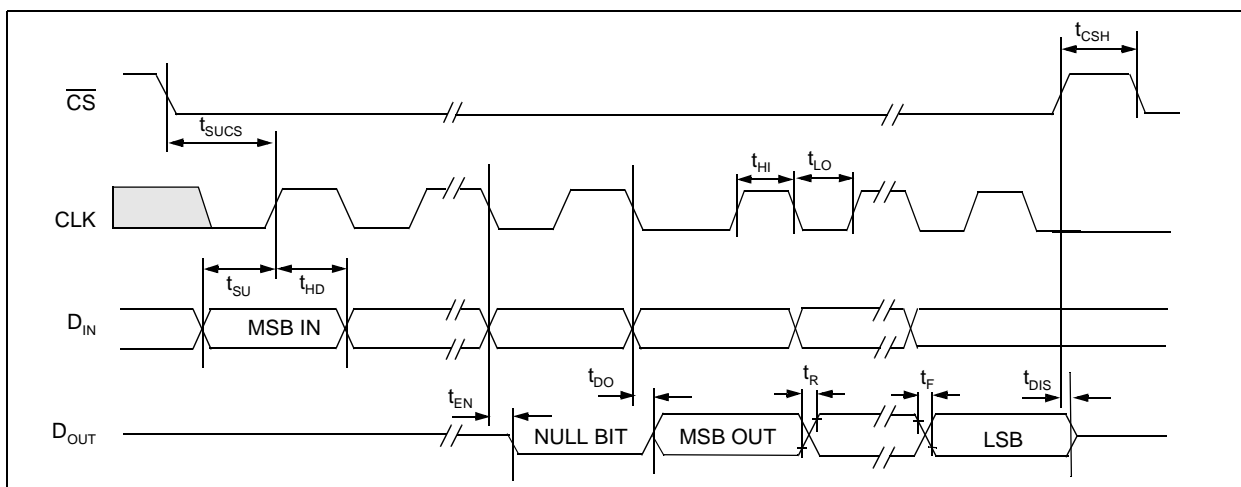 tCSH
CS
tSUCS
tHI
tLO
CLK
tSU
tHD
DIN
MSB IN
tDO
tR
tF
tDIS
tEN
DOUT
NULL BIT
MSB OUT
LSB